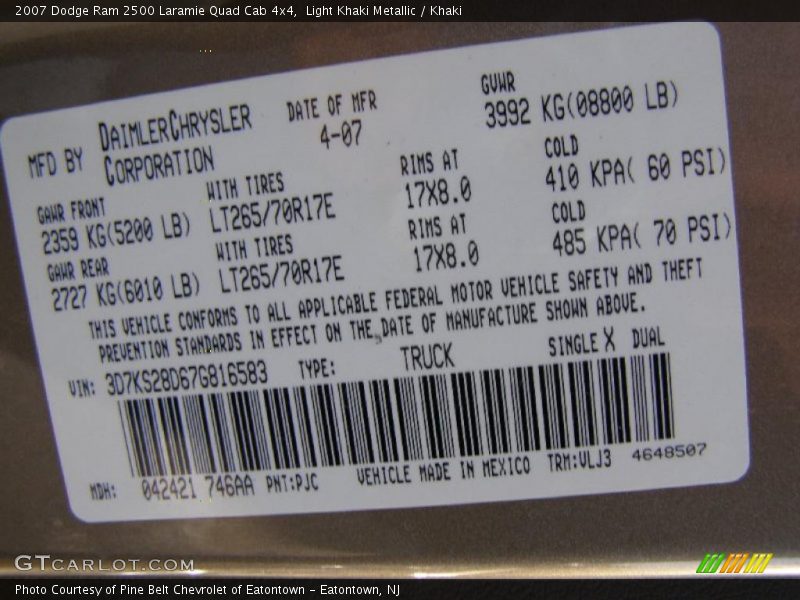 2007 Dodge Ram 2500 Laramie Quad Cab 4x4,  Light Khaki Metallic / Khaki
MFD BY DAIMLERCHRYSLER CORPORATION
DATE OF MFR 4-07
GVWR 3992 KG(08800 LB)
GAWR FRONT 2359 KG(5200 LB)
WITH TIRES LT265/70R17E
RIMS AT 17X8.0
COLD 410 KPA( 60 PSI)
GAWR REAR 2727 KG(6010 LB)
WITH TIRES LT265/70R17E
RIMS AT 17X8.0
COLD 485 KPA( 70 PSI)
THIS VEHICLE CONFORMS TO ALL APPLICABLE FEDERAL MOTOR VEHICLE SAFETY AND THEFT
PREVENTION STANDARDS IN EFFECT ON THE DATE OF MANUFACTURE SHOWN ABOVE.
VIN: 3D7KS28D67G816583 TYPE: TRUCK SINGLE X DUAL
MDH: 042421 746AA PNT:PJC VEHICLE MADE IN MEXICO TRM:VLJ3 4648507
GTCARLOT.COM
Photo Courtesy of Pine Belt Chevrolet of Eatontown – Eatontown, NJ